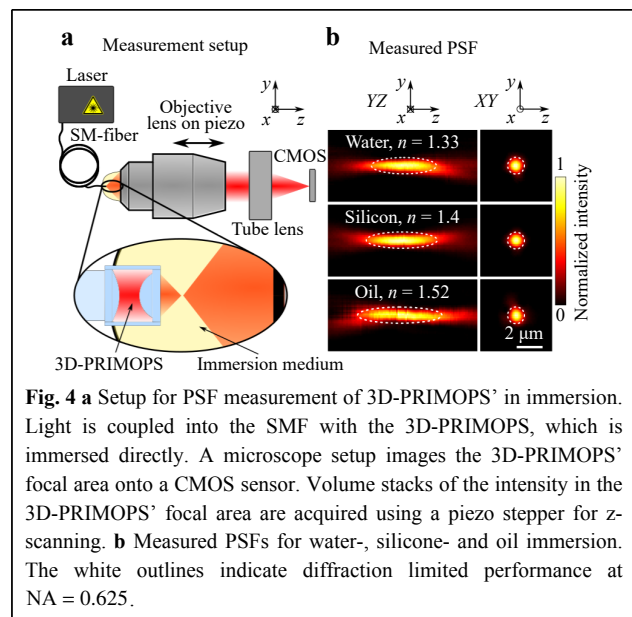 a
Measurement setup
Laser
SM-fiber
Objective
lens on piezo
y
x
z
CMOS
Tube lens
3D-PRIMOPS
Immersion medium
b
Measured PSF
YZ
y
x
z
XY
y
x
z
Water, n = 1.33
Silicon, n = 1.4
Oil, n = 1.52
2 μm
1
0
Normalized intensity
Fig. 4 a Setup for PSF measurement of 3D-PRIMOPS’ in immersion.
Light is coupled into the SMF with the 3D-PRIMOPS, which is
immersed directly. A microscope setup images the 3D-PRIMOPS’
focal area onto a CMOS sensor. Volume stacks of the intensity in the
3D-PRIMOPS’ focal area are acquired using a piezo stepper for z-
scanning. b Measured PSFs for water-, silicone- and oil immersion.
The white outlines indicate diffraction limited performance at
NA = 0.625.